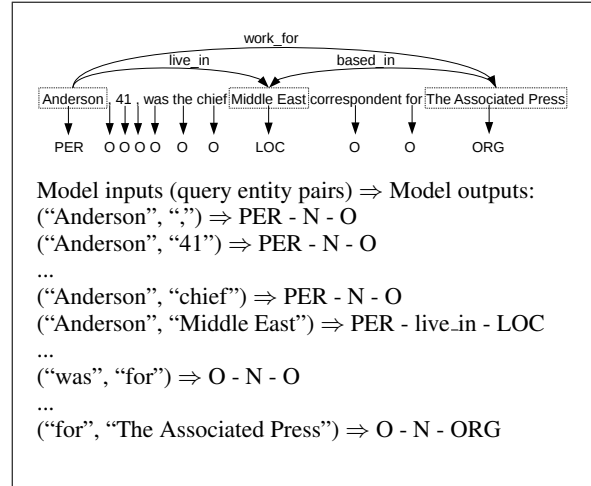 work_for
live_in based_in
Anderson , 41 , was the chief Middle East correspondent for The Associated Press
PER O O O O O O LOC O O ORG
Model inputs (query entity pairs) ⇒ Model outputs:
(“Anderson”, “,”) ⇒ PER - N - O
(“Anderson”, “41”) ⇒ PER - N - O
...
(“Anderson”, “chief”) ⇒ PER - N - O
(“Anderson”, “Middle East”) ⇒ PER - live_in - LOC
...
(“was”, “for”) ⇒ O - N - O
...
(“for”, “The Associated Press”) ⇒ O - N - ORG